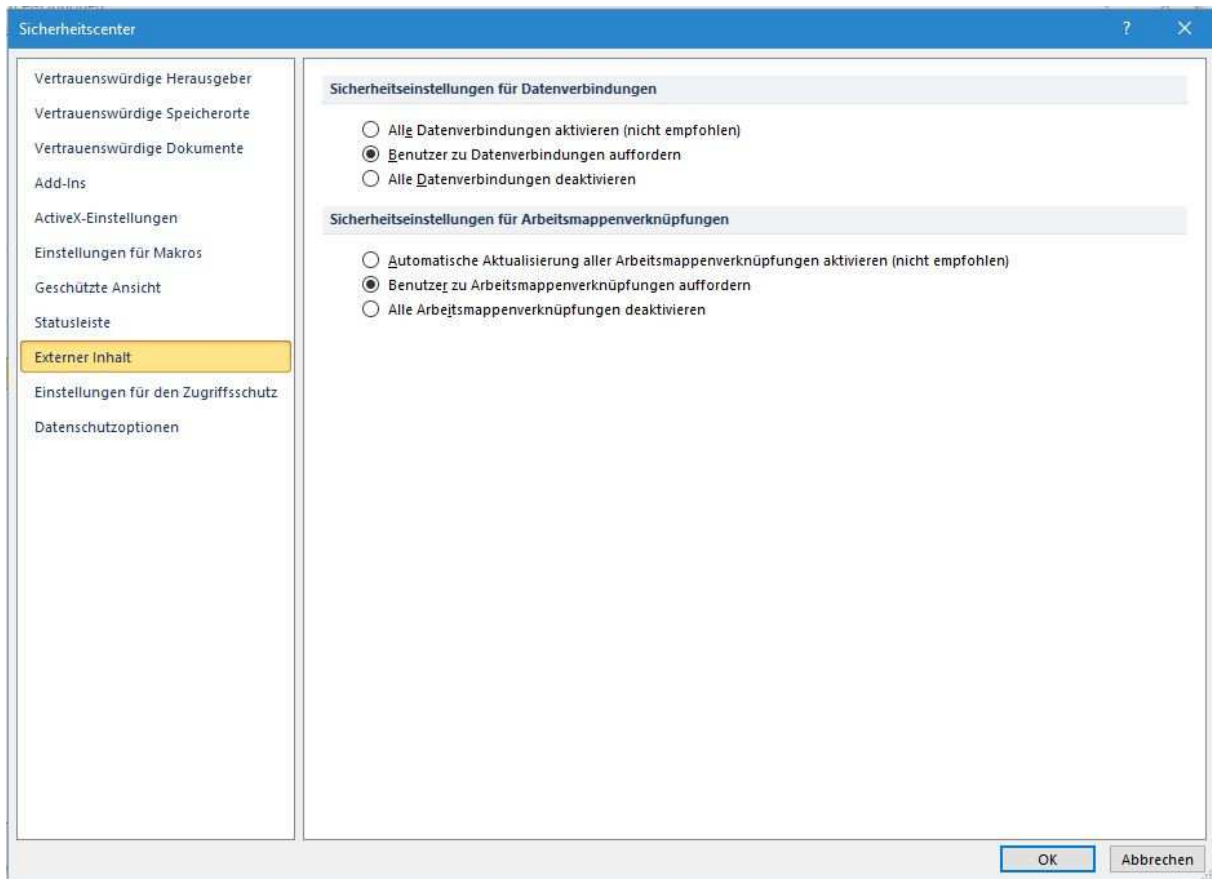 Sicherheitscenter
Vertrauenswürdige Herausgeber
Vertrauenswürdige Speicherorte
Vertrauenswürdige Dokumente
Add-Ins
ActiveX-Einstellungen
Einstellungen für Makros
Geschützte Ansicht
Statusleiste
Externer Inhalt
Einstellungen für den Zugriffsschutz
Datenschutzoptionen
Sicherheitseinstellungen für Datenverbindungen
Alle Datenverbindungen aktivieren (nicht empfohlen)
Benutzer zu Datenverbindungen auffordern
Alle Datenverbindungen deaktivieren
Sicherheitseinstellungen für Arbeitsmappenverknüpfungen
Automatische Aktualisierung aller Arbeitsmappenverknüpfungen aktivieren (nicht empfohlen)
Benutzer zu Arbeitsmappenverknüpfungen auffordern
Alle Arbeitsmappenverknüpfungen deaktivieren
OK
Abbrechen